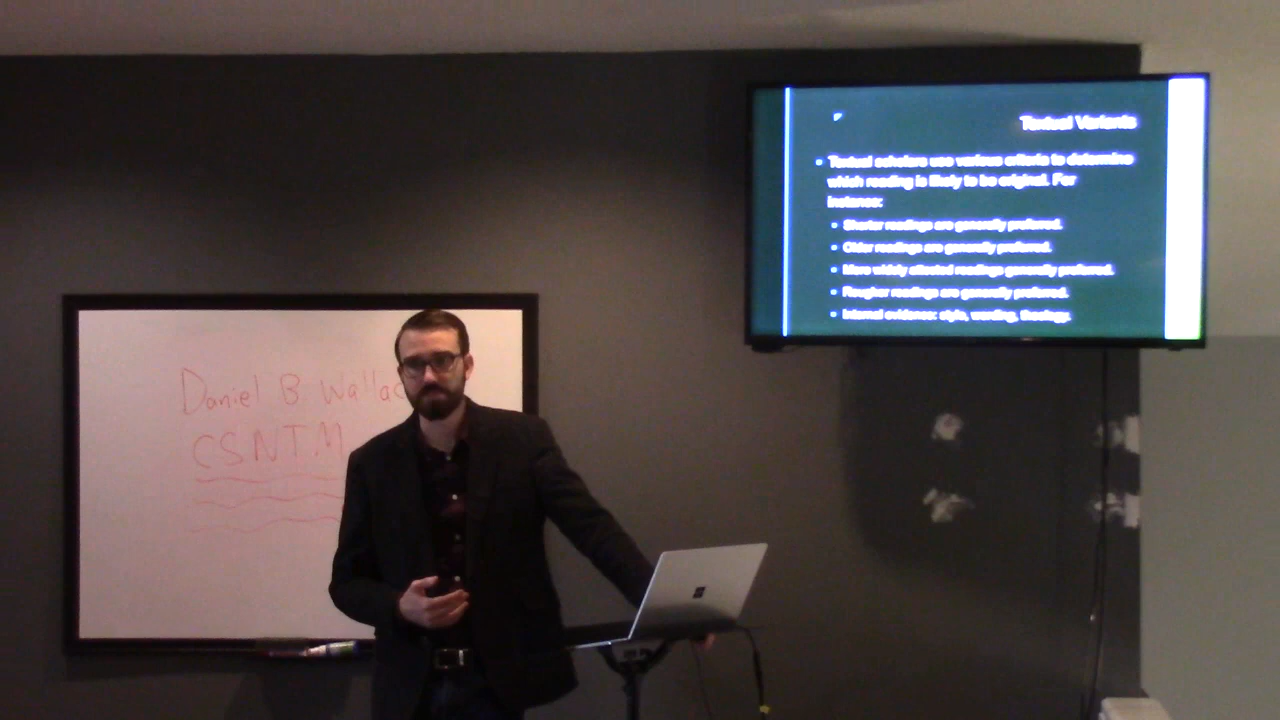 Daniel B. Wallac
CSNTM
Textual Variants
Textual scholars use various criteria to determine
which reading is likely to be original. For
instance:
Shorter readings are generally preferred.
Older readings are generally preferred.
More widely attested readings generally preferred.
Rougher readings are generally preferred.
Internal evidence: style, wording, theology.